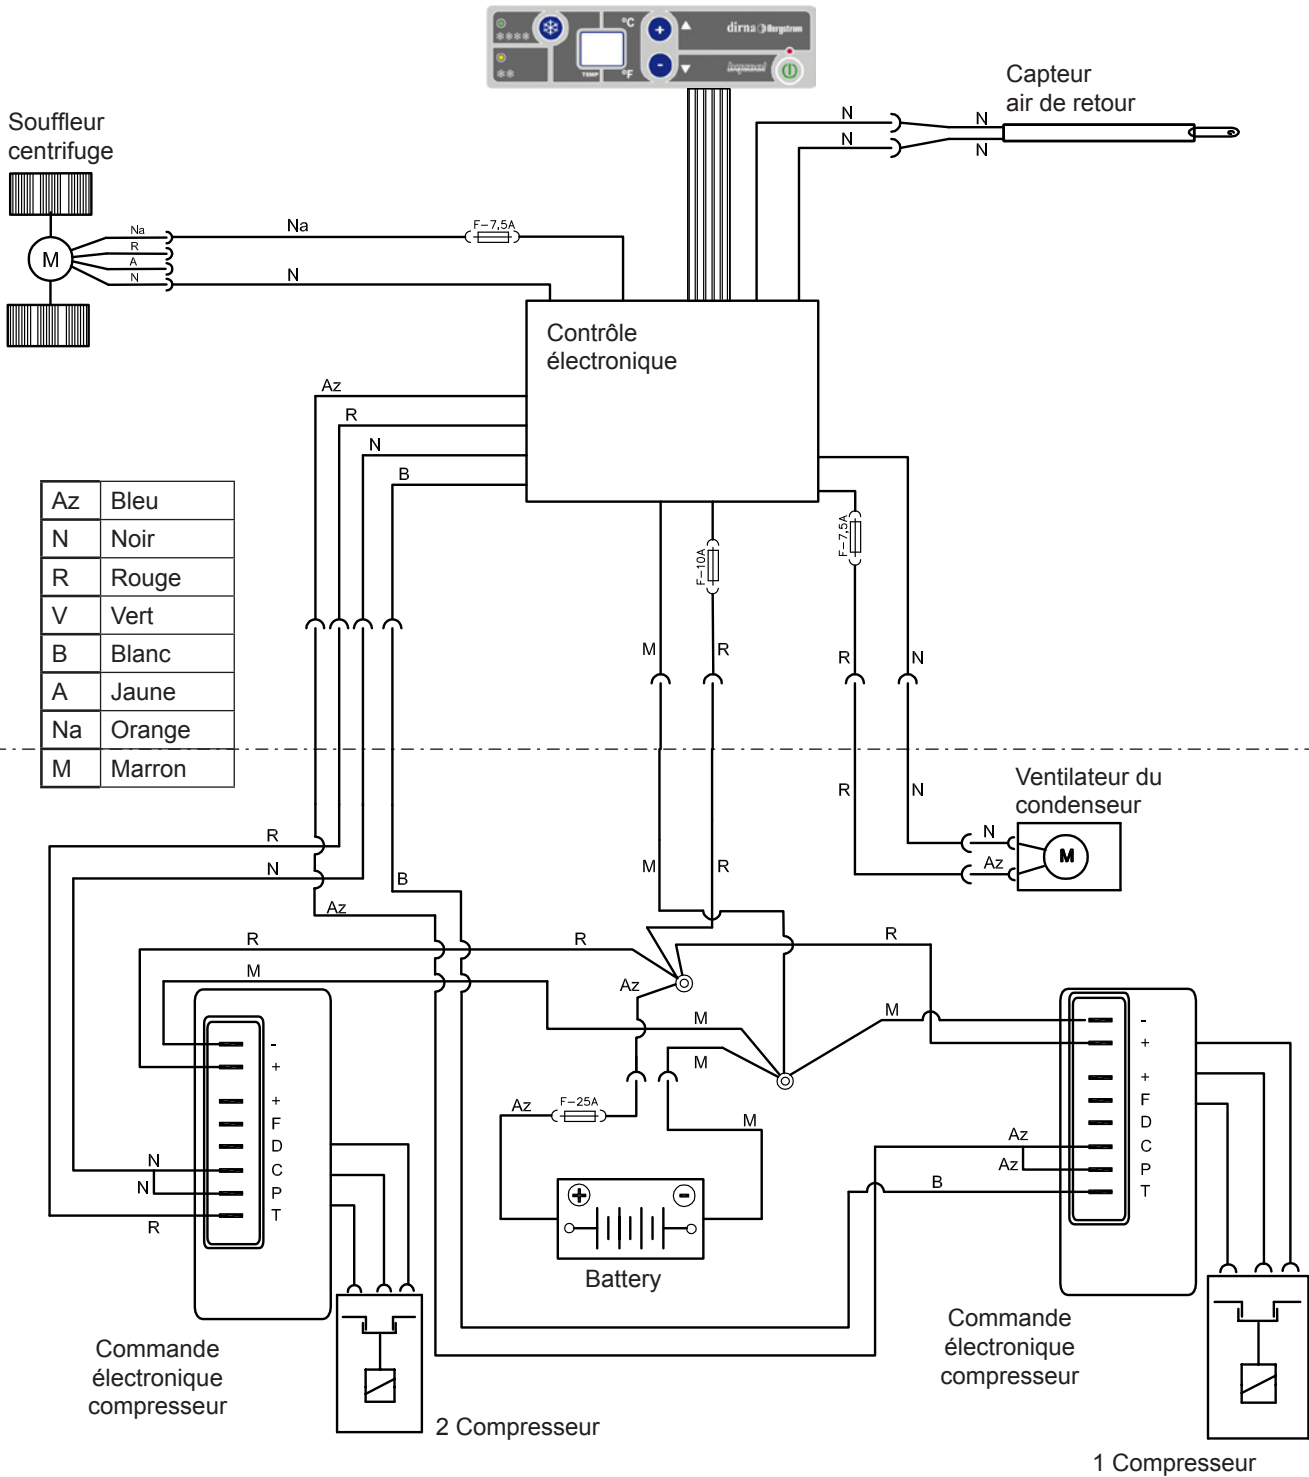 °C
+
dirna Bergstrom
TEMP
°F
-
Capteur
air de retour
N
N
N
N
Souffleur
centrifuge
Na
R
A
N
M
Na
F-7,5A
N
Contrôle
électronique
Az
R
N
B
Az Bleu
N Noir
R Rouge
V Vert
B Blanc
A Jaune
Na Orange
M Marron
F-10A
F-7,5A
M
R
R
N
R
N
Ventilateur du
condenseur
N
Az
M
R
N
B
Az
M
R
R
R
R
M
Az
M
M
M
-
+
+
F
D
C
P
T
N
N
R
Az
F-25A
M
+
-
Battery
-
+
+
F
D
C
P
T
Az
Az
B
Commande
électronique
compresseur
2 Compresseur
Commande
électronique
compresseur
1 Compresseur